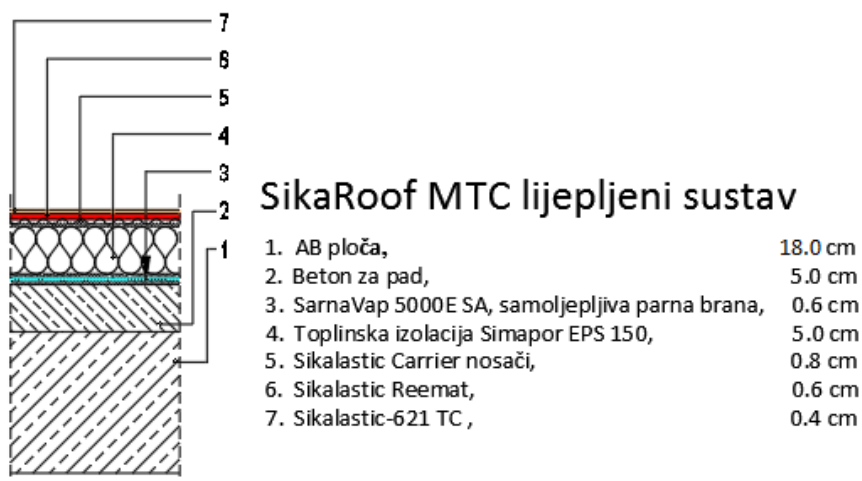 7
6
5
4
3
2
1
SikaRoof MTC lijepljeni sustav
1. AB ploča, 18.0 cm
2. Beton za pad, 5.0 cm
3. SarnaVap 5000E SA, samoljepljiva parna brana, 0.6 cm
4. Toplinska izolacija Simapor EPS 150, 5.0 cm
5. Sikalastic Carrier nosači, 0.8 cm
6. Sikalastic Reemat, 0.6 cm
7. Sikalastic-621 TC , 0.4 cm